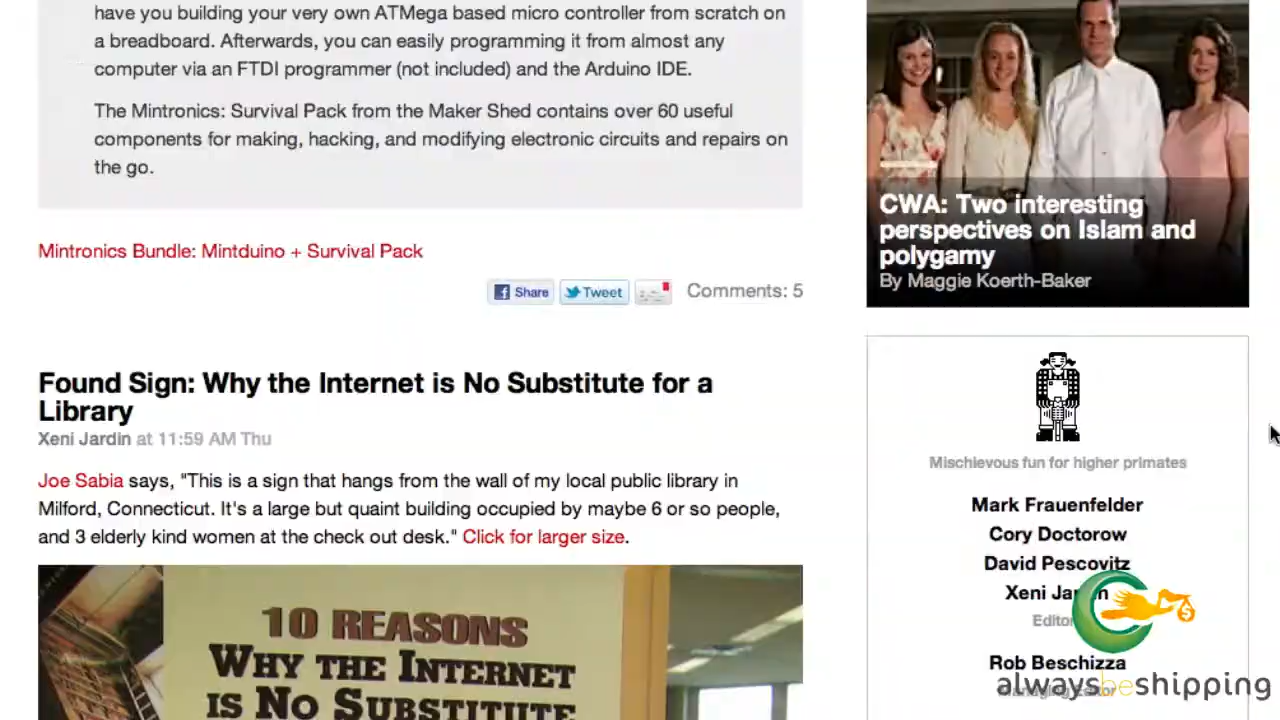 have you building your very own ATMega based micro controller from scratch on
a breadboard. Afterwards, you can easily programming it from almost any
computer via an FTDI programmer (not included) and the Arduino IDE.
The Mintronics: Survival Pack from the Maker Shed contains over 60 useful
components for making, hacking, and modifying electronic circuits and repairs on
the go.
Mintronics Bundle: Mintduino + Survival Pack
Share
Tweet
Comments: 5
Found Sign: Why the Internet is No Substitute for a
Library
Xeni Jardin at 11:59 AM Thu
Joe Sabia says, "This is a sign that hangs from the wall of my local public library in
Milford, Connecticut. It's a large but quaint building occupied by maybe 6 or so people,
and 3 elderly kind women at the check out desk." Click for larger size.
10 REASONS
WHY THE INTERNET
IS NO SUBSTITUTE
CWA: Two interesting
perspectives on Islam and
polygamy
By Maggie Koerth-Baker
Mischievous fun for higher primates
Mark Frauenfelder
Cory Doctorow
David Pescovitz
Xeni Jardin
Rob Beschizza
Managing Editor
alwaysbeshipping